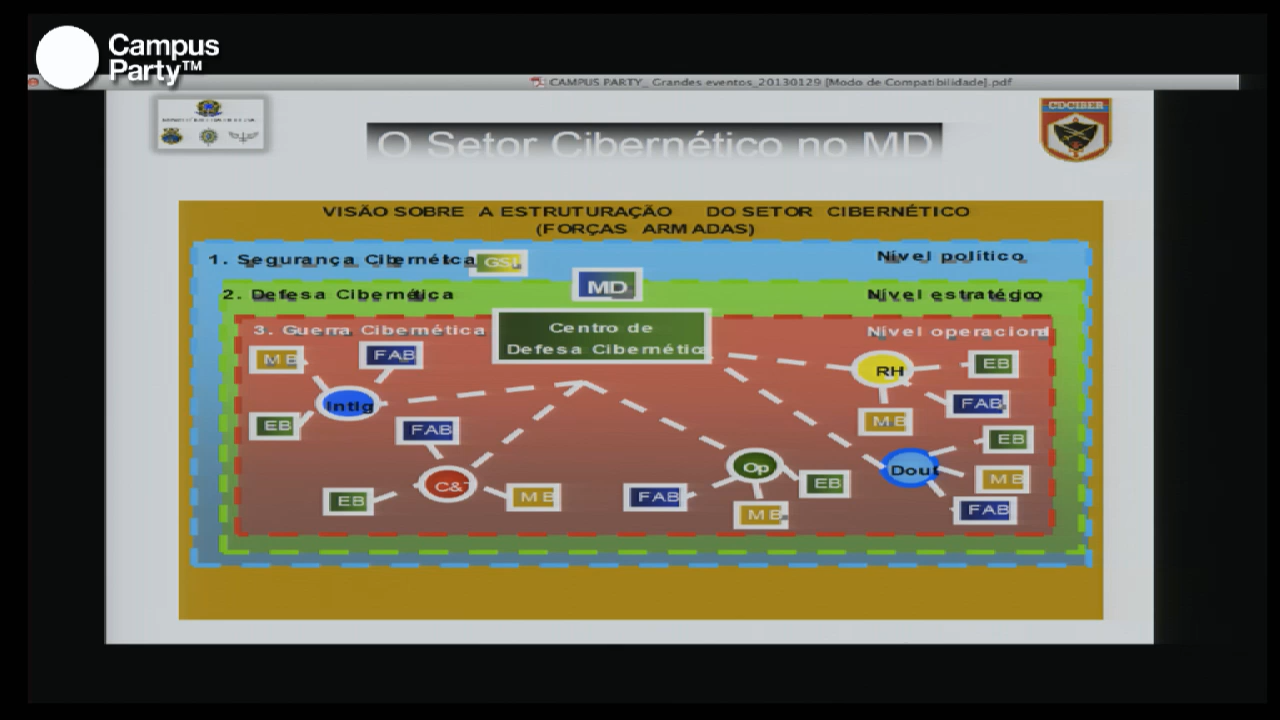 Campus
Party™
CAMPUS PARTY_ Grandes eventos_20130129 [Modo de Compatibilidade].pdf
CDCIBER
O Setor Cibernético no MD
VISÃO SOBRE A ESTRUTURAÇÃO DO SETOR CIBERNÉTICO
(FORÇAS ARMADAS)
1. Segurança Cibernética GSI Nível político
MD
2. Defesa Cibernética Nível estratégico
Centro de
Defesa Cibernétic
3. Guerra Cibernética Nível operacional
MB FAB
Intlg
EB
FAB
C&T
EB MB
Op
FAB EB
MB
RH EB
FAB
MB
EB
Dout
MB
FAB